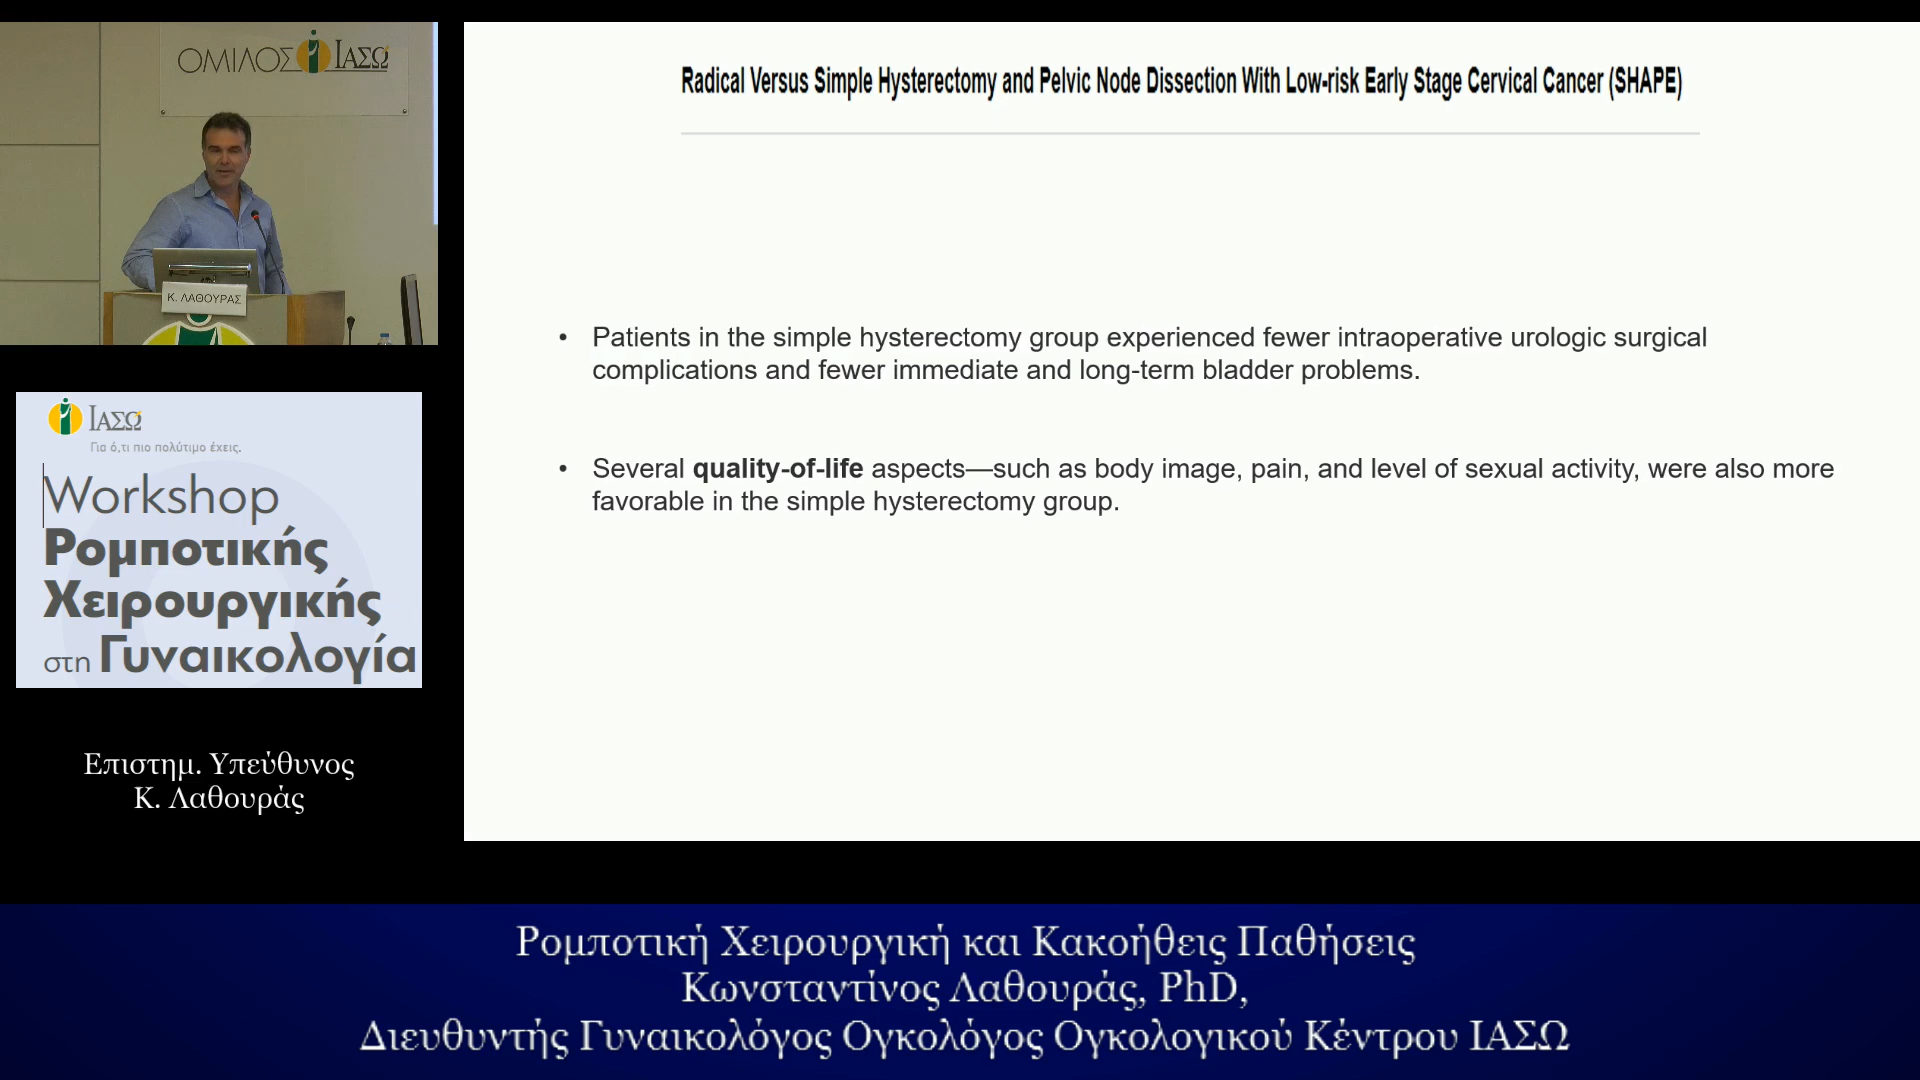 ΟΜΙΛΟΣ ΙΑΣΩ
Κ. ΛΑΘΟΥΡΑΣ
ΙΑΣΩ
Για ό,τι πιο πολύτιμο έχεις.
Workshop
Ρομποτικής
Χειρουργικής
στη Γυναικολογία
Επιστημ. Υπεύθυνος
Κ. Λαθουράς
Radical Versus Simple Hysterectomy and Pelvic Node Dissection With Low-risk Early Stage Cervical Cancer (SHAPE)
• Patients in the simple hysterectomy group experienced fewer intraoperative urologic surgical
complications and fewer immediate and long-term bladder problems.
• Several quality-of-life aspects—such as body image, pain, and level of sexual activity, were also more
favorable in the simple hysterectomy group.
Ρομποτική Χειρουργική και Κακοήθεις Παθήσεις
Κωνσταντίνος Λαθουράς, PhD,
Διευθυντής Γυναικολόγος Ογκολόγος Ογκολογικού Κέντρου ΙΑΣΩ